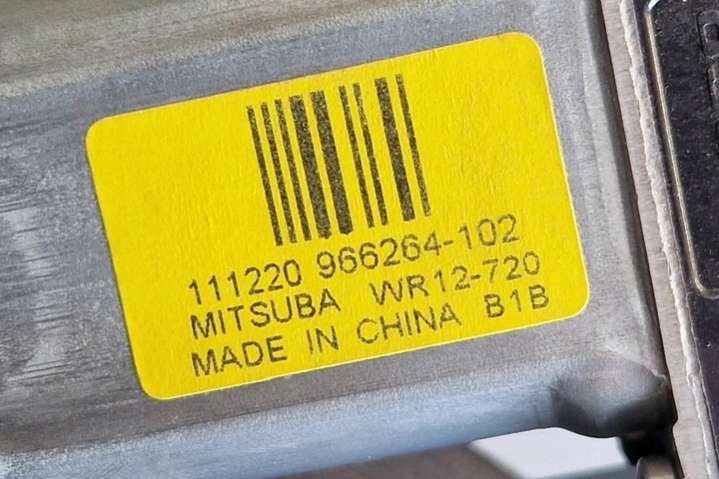 111220 966264-102
MITSUBA WR12-720
MADE IN CHINA B1B